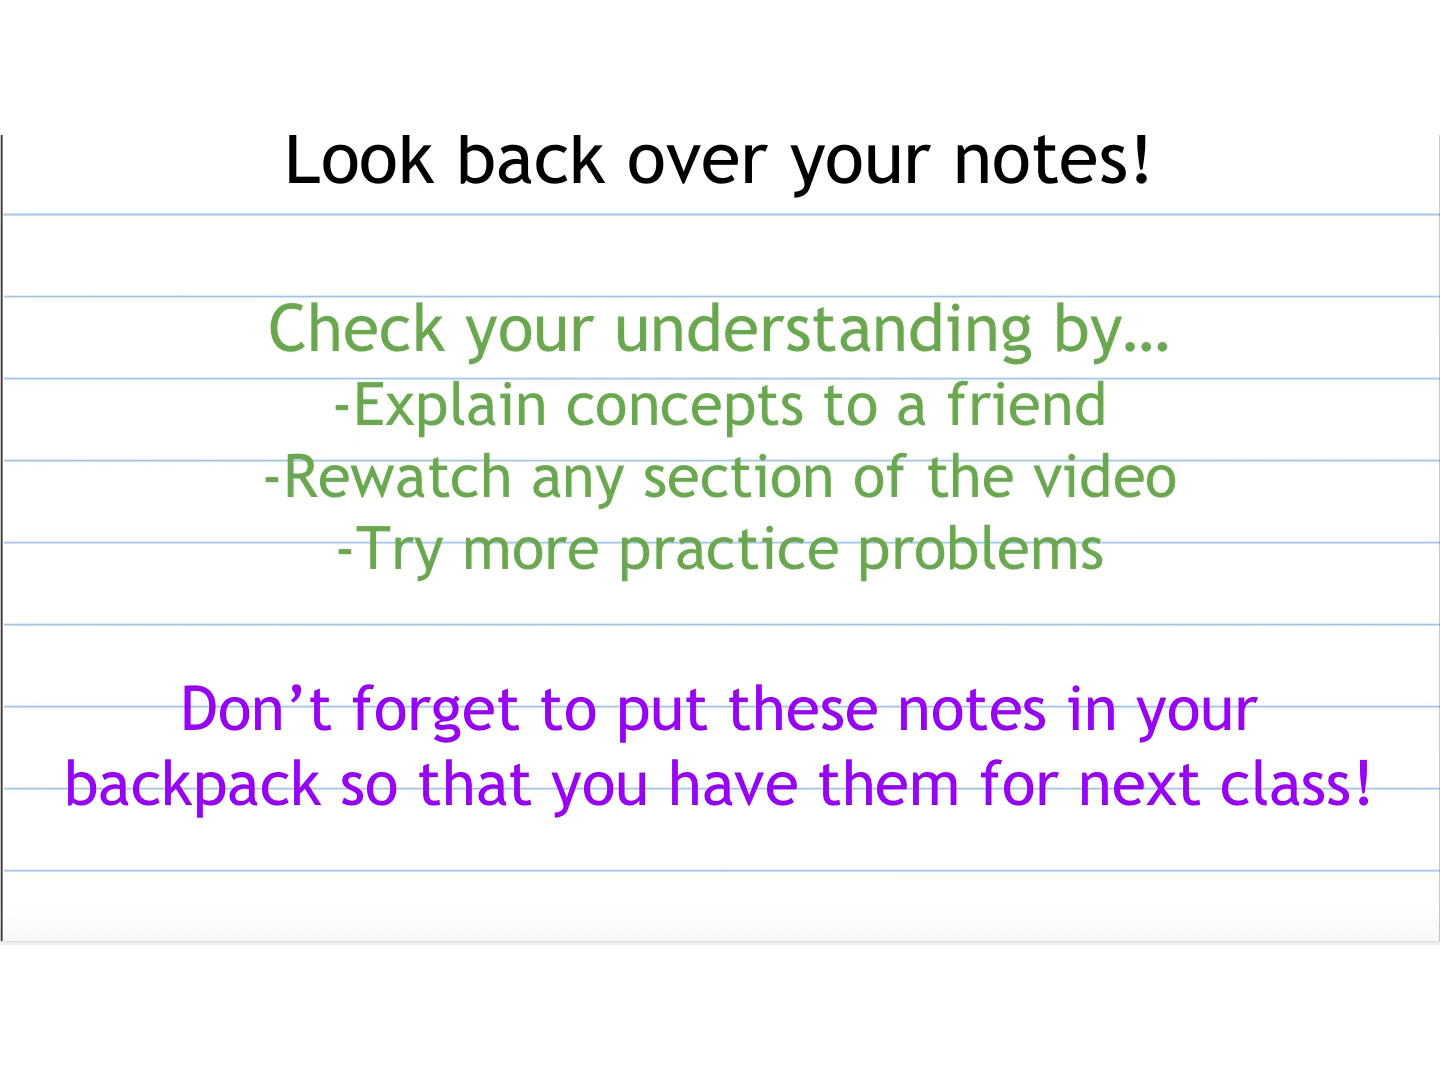 Look back over your notes!
Check your understanding by…
-Explain concepts to a friend
-Rewatch any section of the video
-Try more practice problems
Don’t forget to put these notes in your
backpack so that you have them for next class!